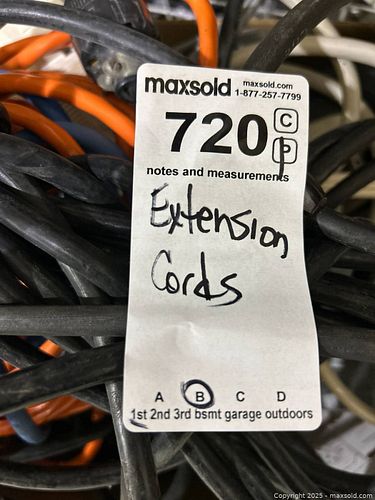 maxsold maxsold.com
1-877-257-7799
720 C
P
notes and measurements
Extension
Cords
A B C D
1st 2nd 3rd bsmt garage outdoors
Copyright 2025 - maxsold.com